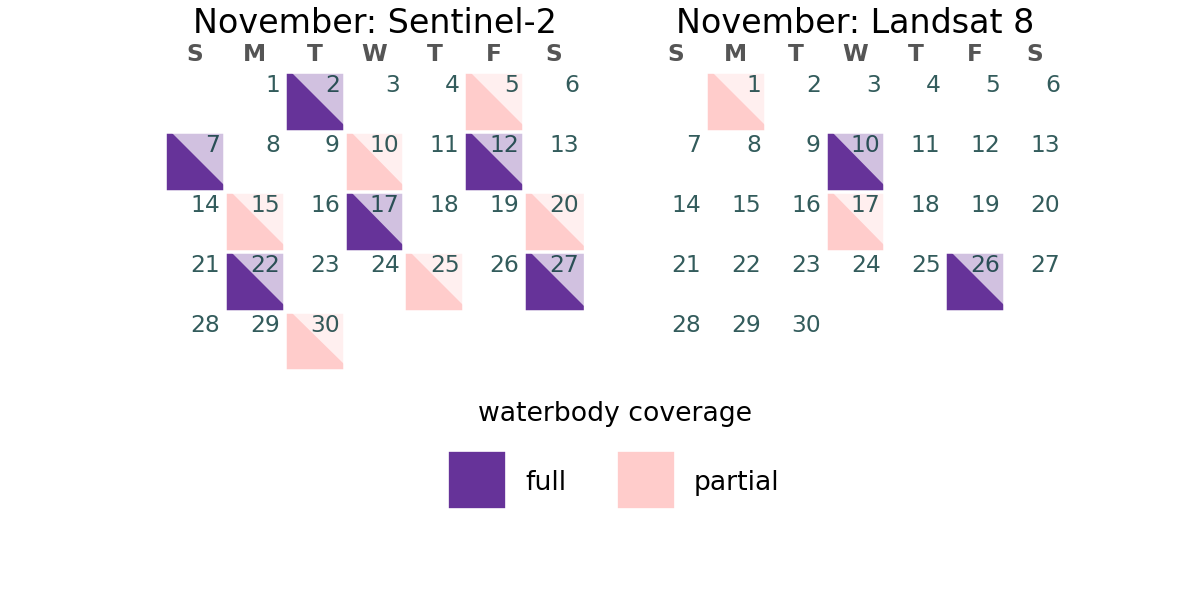 November: Sentinel-2
S M T W T F S
1 2 3 4 5 6
7 8 9 10 11 12 13
14 15 16 17 18 19 20
21 22 23 24 25 26 27
28 29 30
November: Landsat 8
S M T W T F S
1 2 3 4 5 6
7 8 9 10 11 12 13
14 15 16 17 18 19 20
21 22 23 24 25 26 27
28 29 30
waterbody coverage
full partial